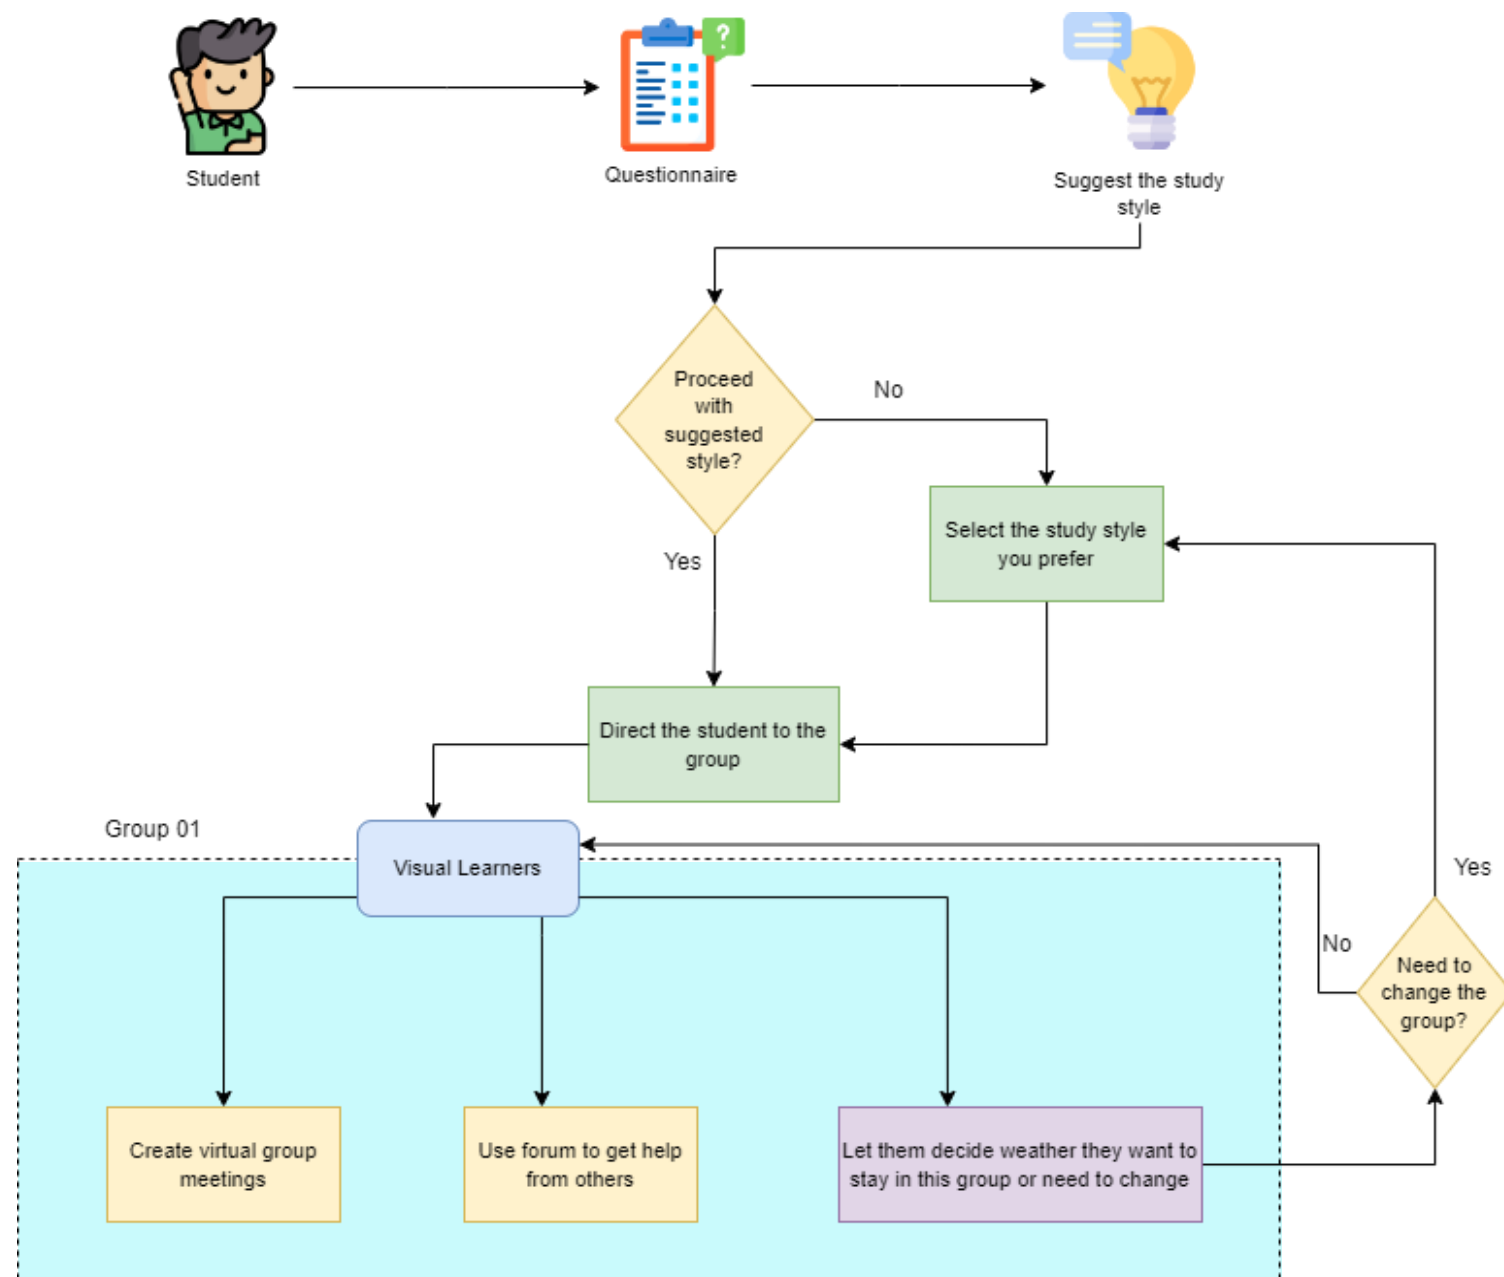 ?
Student
Questionnaire
Suggest the study
style
Proceed
with
suggested
style?
No
Select the study style
you prefer
Yes
Direct the student to the
group
Group 01
Visual Learners
Yes
No
Need to
change the
group?
Create virtual group
meetings
Use forum to get help
from others
Let them decide weather they want to
stay in this group or need to change